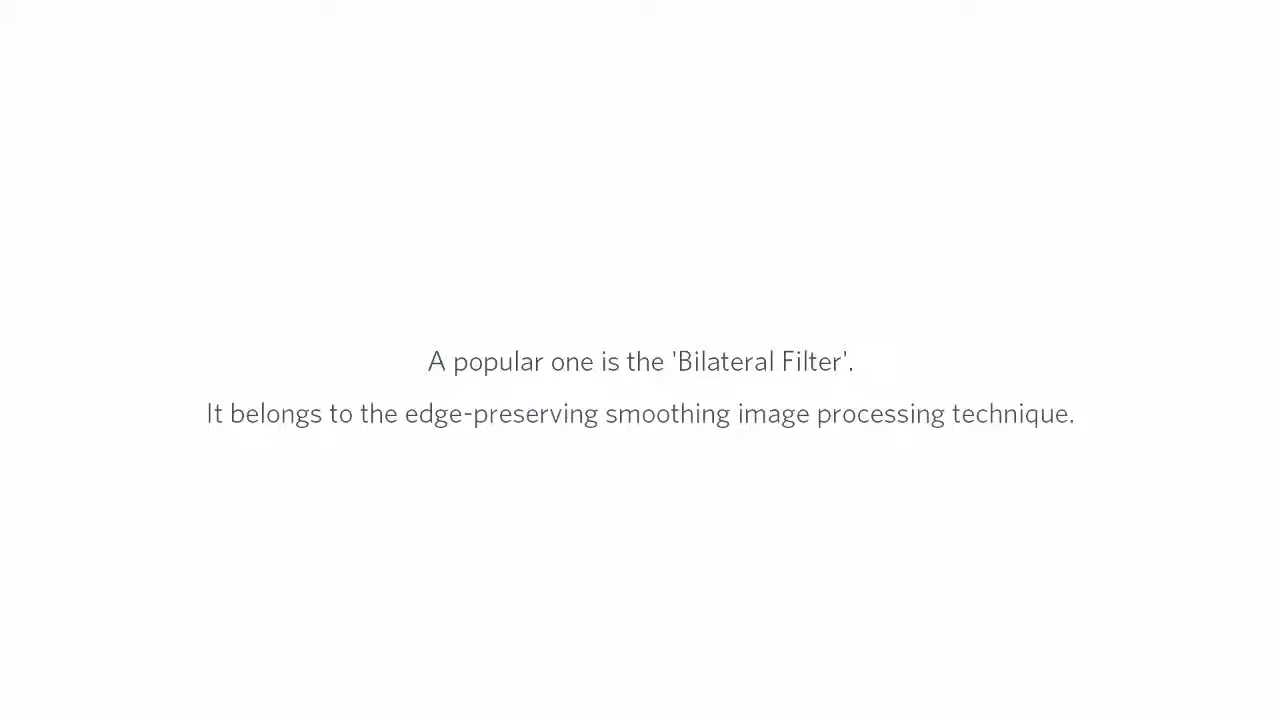 A popular one is the 'Bilateral Filter'.
It belongs to the edge-preserving smoothing image processing technique.